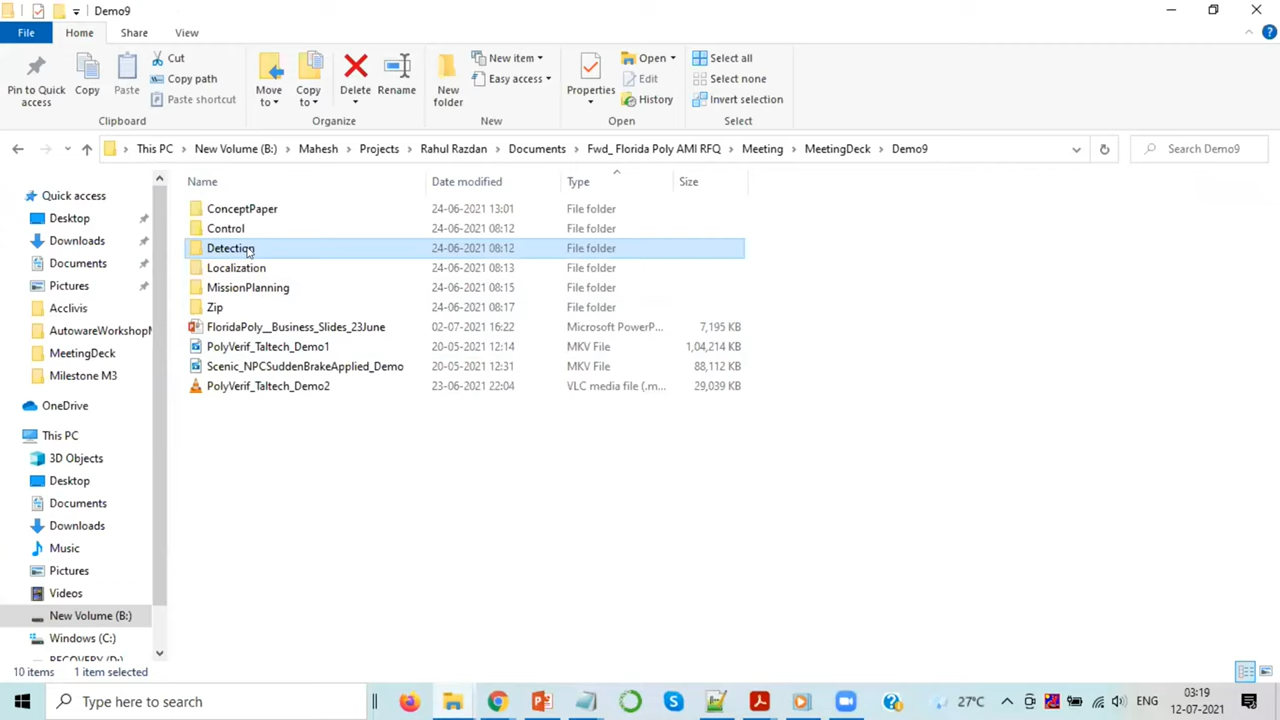 Demo9
File Home Share View
Pin to Quick access
Copy
Paste
Cut
Copy path
Paste shortcut
Clipboard
Move to
Copy to
Delete
Rename
Organize
New folder
New item
Easy access
New
Properties
Open
Edit
History
Open
Select all
Select none
Invert selection
Select
This PC > New Volume (B:) > Mahesh > Projects > Rahul Razdan > Documents > Fwd_ Florida Poly AMI RFQ > Meeting > MeetingDeck > Demo9
Search Demo9
Quick access
Desktop
Downloads
Documents
Pictures
Acclivis
AutowareWorkshop
MeetingDeck
Milestone M3
OneDrive
This PC
3D Objects
Desktop
Documents
Downloads
Music
Pictures
Videos
New Volume (B:)
Windows (C:)
RECOVERY (D:)
Name Date modified Type Size
ConceptPaper 24-06-2021 13:01 File folder
Control 24-06-2021 08:12 File folder
Detection 24-06-2021 08:12 File folder
Localization 24-06-2021 08:13 File folder
MissionPlanning 24-06-2021 08:15 File folder
Zip 24-06-2021 08:17 File folder
FloridaPoly__Business_Slides_23June 02-07-2021 16:22 Microsoft PowerP... 7,195 KB
PolyVerif_Taltech_Demo1 20-05-2021 12:14 MKV File 1,04,214 KB
Scenic_NPCSuddenBrakeApplied_Demo 20-05-2021 12:31 MKV File 88,112 KB
PolyVerif_Taltech_Demo2 23-06-2021 22:04 VLC media file (.m... 29,039 KB
10 items 1 item selected
Type here to search
27°C
ENG
03:19
12-07-2021